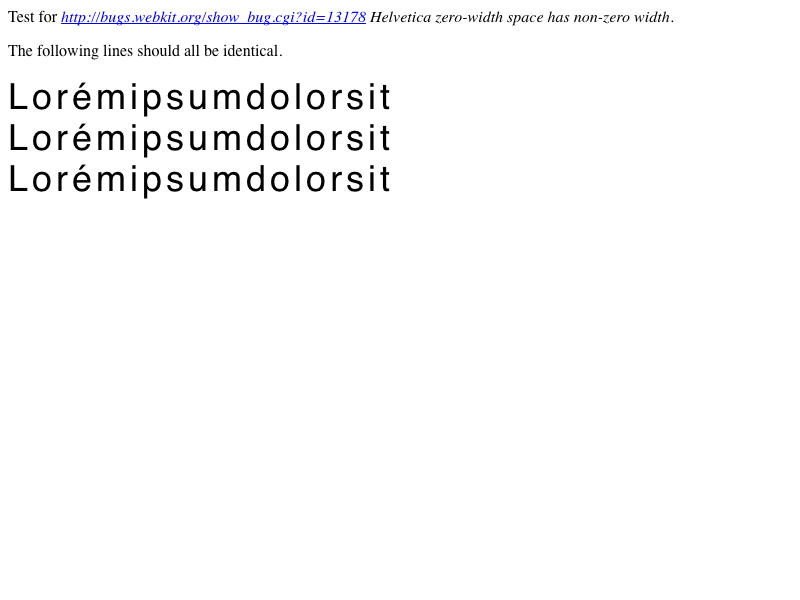 Test for http://bugs.webkit.org/show_bug.cgi?id=13178 Helvetica zero-width space has non-zero width.
The following lines should all be identical.
Lorémipsumdolorsit
Lorémipsumdolorsit
Lorémipsumdolorsit